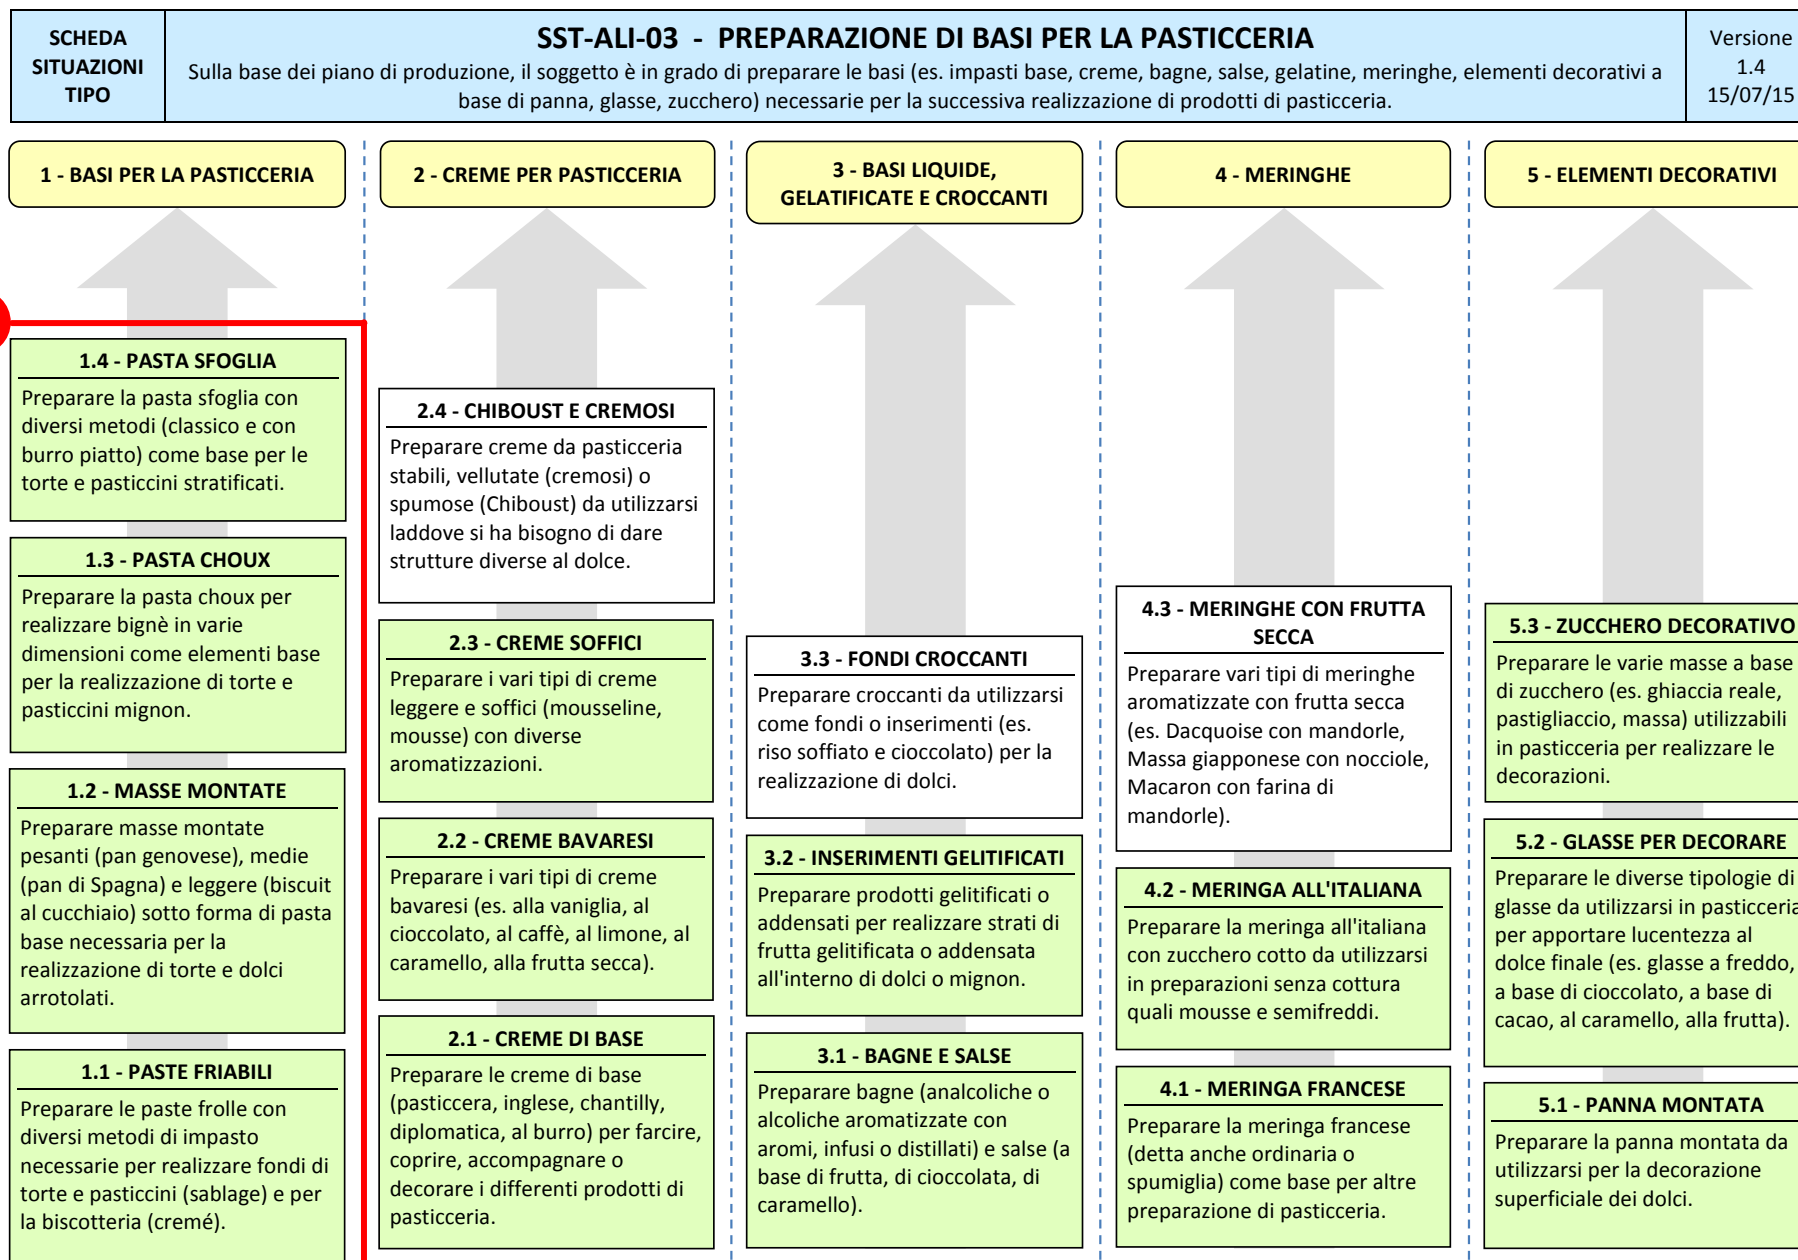 SCHEDA
SITUAZIONI
TIPO
SST-ALI-03 - PREPARAZIONE DI BASI PER LA PASTICCERIA
Sulla base dei piano di produzione, il soggetto è in grado di preparare le basi (es. impasti base, creme, bagne, salse, gelatine, meringhe, elementi decorativi a
base di panna, glasse, zucchero) necessarie per la successiva realizzazione di prodotti di pasticceria.
Versione
1.4
15/07/15
1 - BASI PER LA PASTICCERIA
1.4 - PASTA SFOGLIA
Preparare la pasta sfoglia con
diversi metodi (classico e con
burro piatto) come base per le
torte e pasticcini stratificati.
1.3 - PASTA CHOUX
Preparare la pasta choux per
realizzare bignè in varie
dimensioni come elementi base
per la realizzazione di torte e
pasticcini mignon.
1.2 - MASSE MONTATE
Preparare masse montate
pesanti (pan genovese), medie
(pan di Spagna) e leggere (biscuit
al cucchiaio) sotto forma di pasta
base necessaria per la
realizzazione di torte e dolci
arrotolati.
1.1 - PASTE FRIABILI
Preparare le paste frolle con
diversi metodi di impasto
necessarie per realizzare fondi di
torte e pasticcini (sablage) e per
la biscotteria (cremé).
2 - CREME PER PASTICCERIA
2.4 - CHIBOUST E CREMOSI
Preparare creme da pasticceria
stabili, vellutate (cremosi) o
spumose (Chiboust) da utilizzarsi
laddove si ha bisogno di dare
strutture diverse al dolce.
2.3 - CREME SOFFICI
Preparare i vari tipi di creme
leggere e soffici (mousseline,
mousse) con diverse
aromatizzazioni.
2.2 - CREME BAVARESI
Preparare i vari tipi di creme
bavaresi (es. alla vaniglia, al
cioccolato, al caffè, al limone, al
caramello, alla frutta secca).
2.1 - CREME DI BASE
Preparare le creme di base
(pasticcera, inglese, chantilly,
diplomatica, al burro) per farcire,
coprire, accompagnare o
decorare i differenti prodotti di
pasticceria.
3 - BASI LIQUIDE,
GELATIFICATE E CROCCANTI
3.3 - FONDI CROCCANTI
Preparare croccanti da utilizzarsi
come fondi o inserimenti (es.
riso soffiato e cioccolato) per la
realizzazione di dolci.
3.2 - INSERIMENTI GELITIFICATI
Preparare prodotti gelitificati o
addensati per realizzare strati di
frutta gelitificata o addensata
all'interno di dolci o mignon.
3.1 - BAGNE E SALSE
Preparare bagne (analcoliche o
alcoliche aromatizzate con
aromi, infusi o distillati) e salse (a
base di frutta, di cioccolata, di
caramello).
4 - MERINGHE
4.3 - MERINGHE CON FRUTTA
SECCA
Preparare vari tipi di meringhe
aromatizzate con frutta secca
(es. Dacquoise con mandorle,
Massa giapponese con nocciole,
Macaron con farina di
mandorle).
4.2 - MERINGA ALL'ITALIANA
Preparare la meringa all'italiana
con zucchero cotto da utilizzarsi
in preparazioni senza cottura
quali mousse e semifreddi.
4.1 - MERINGA FRANCESE
Preparare la meringa francese
(detta anche ordinaria o
spumiglia) come base per altre
preparazione di pasticceria.
5 - ELEMENTI DECORATIVI
5.3 - ZUCCHERO DECORATIVO
Preparare le varie masse a base
di zucchero (es. ghiaccia reale,
pastigliaccio, massa) utilizzabili
in pasticceria per realizzare le
decorazioni.
5.2 - GLASSE PER DECORARE
Preparare le diverse tipologie di
glasse da utilizzarsi in pasticceria
per apportare lucentezza al
dolce finale (es. glasse a freddo,
a base di cioccolato, a base di
cacao, al caramello, alla frutta).
5.1 - PANNA MONTATA
Preparare la panna montata da
utilizzarsi per la decorazione
superficiale dei dolci.